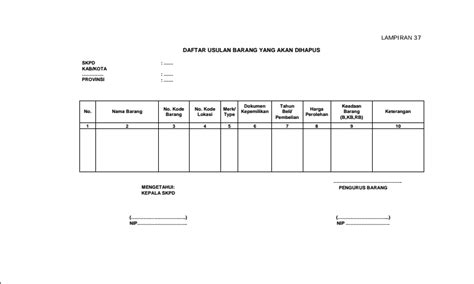 LAMPIRAN 37
DAFTAR USULAN BARANG YANG AKAN DIHAPUS
SKPD : ......
KAB/KOTA
............... : ......
PROVINSI : ......
No. Nama Barang No. Kode Barang No. Kode Lokasi Merk/ Type Dokumen Kepemilikan Tahun Beli/ Pembelian Harga Perolehan Keadaan Barang (B,KB,RB) Keterangan
1 2 3 4 5 6 7 8 9 10
MENGETAHUI:
KEPALA SKPD
PENGURUS BARANG
(.......................................) (.......................................)
NIP................................... NIP ...................................